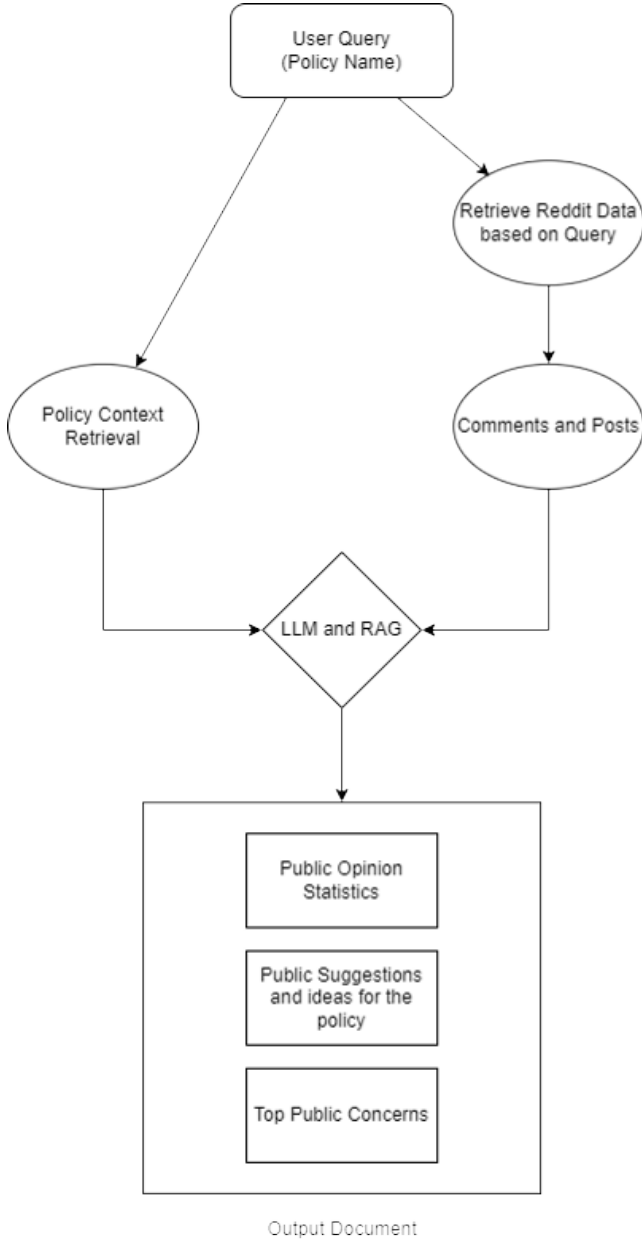 User Query
(Policy Name)
Retrieve Reddit Data
based on Query
Policy Context
Retrieval
Comments and Posts
LLM and RAG
Public Opinion
Statistics
Public Suggestions
and ideas for the
policy
Top Public Concerns
Output Document